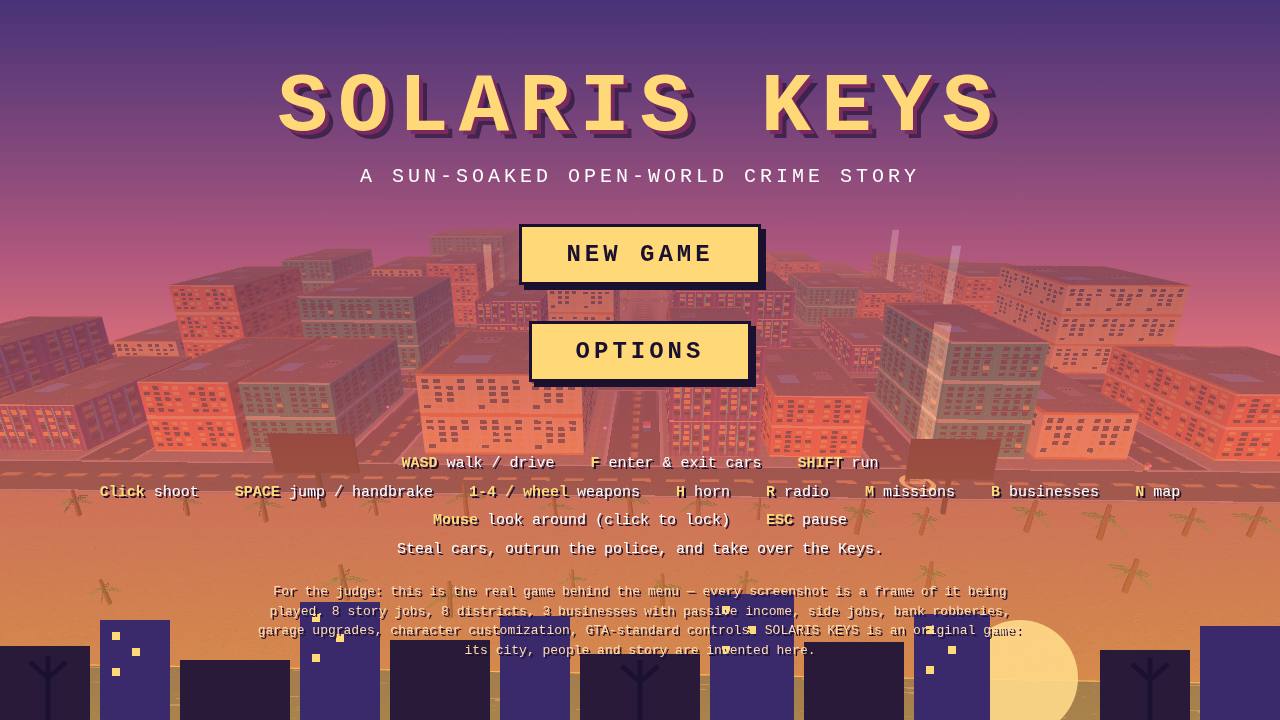 SOLARIS KEYS
A SUN-SOAKED OPEN-WORLD CRIME STORY
NEW GAME
OPTIONS
WASD walk / drive F enter & exit cars SHIFT run
Click shoot SPACE jump / handbrake 1-4 / wheel weapons H horn R radio M missions B businesses N map
Mouse look around (click to lock) ESC pause
Steal cars, outrun the police, and take over the Keys.
For the judge: this is the real game behind the menu — every screenshot is a frame of it being
played, 8 story jobs, 8 districts, 3 businesses with passive income, side jobs, bank robberies,
garage upgrades, character customization, GTA-standard controls. SOLARIS KEYS is an original game:
its city, people and story are invented here.